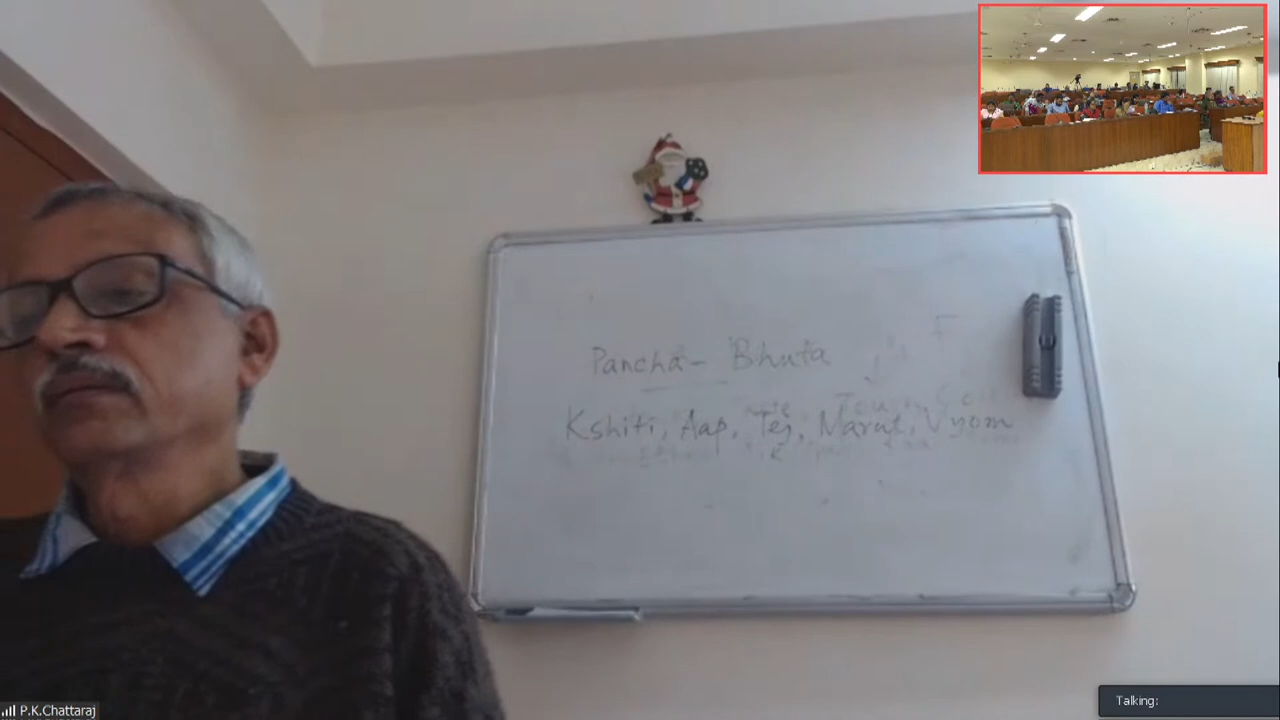 Pancha- Bhuta
Kshiti, Aap, Tej, Marut, Vyom
P.K.Chattaraj
Talking: